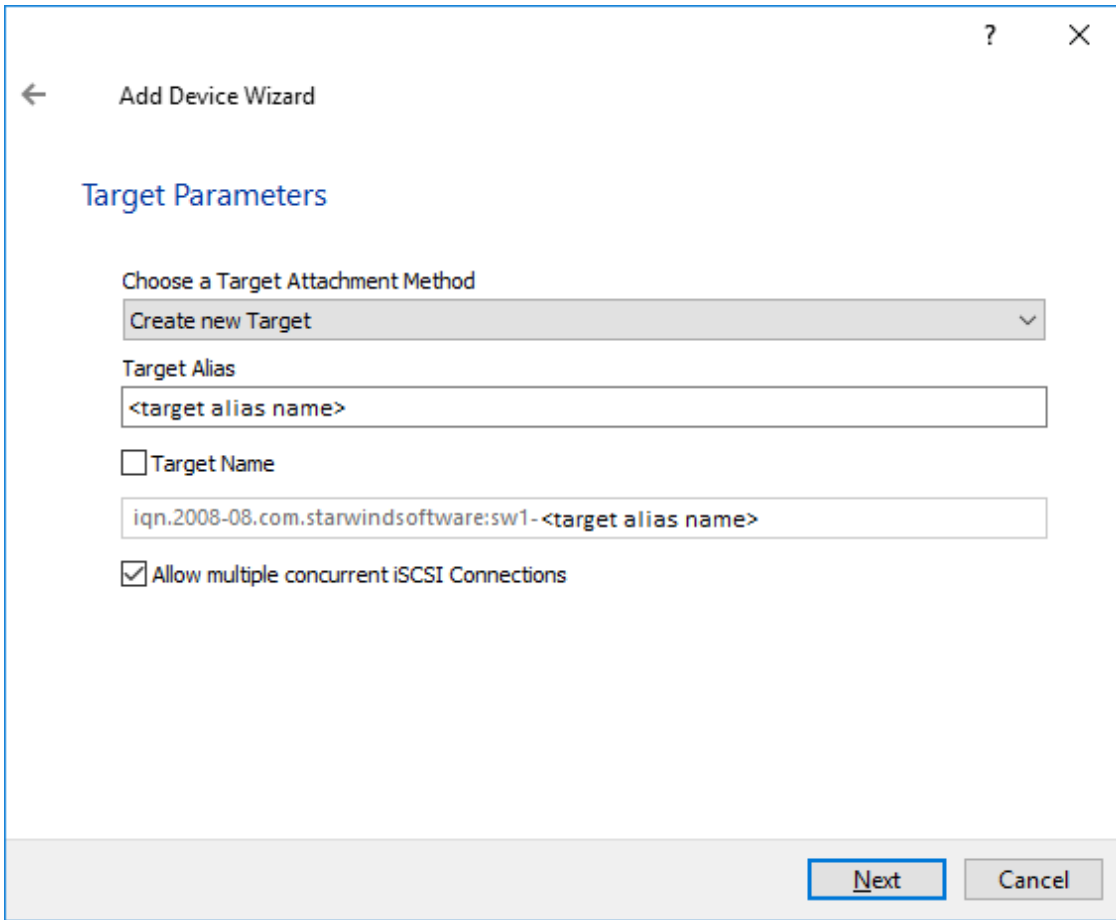 ?
Add Device Wizard
Target Parameters
Choose a Target Attachment Method
Create new Target
Target Alias
<target alias name>
Target Name
iqn.2008-08.com.starwindsoftware:sw1-<target alias name>
Allow multiple concurrent iSCSI Connections
Next Cancel